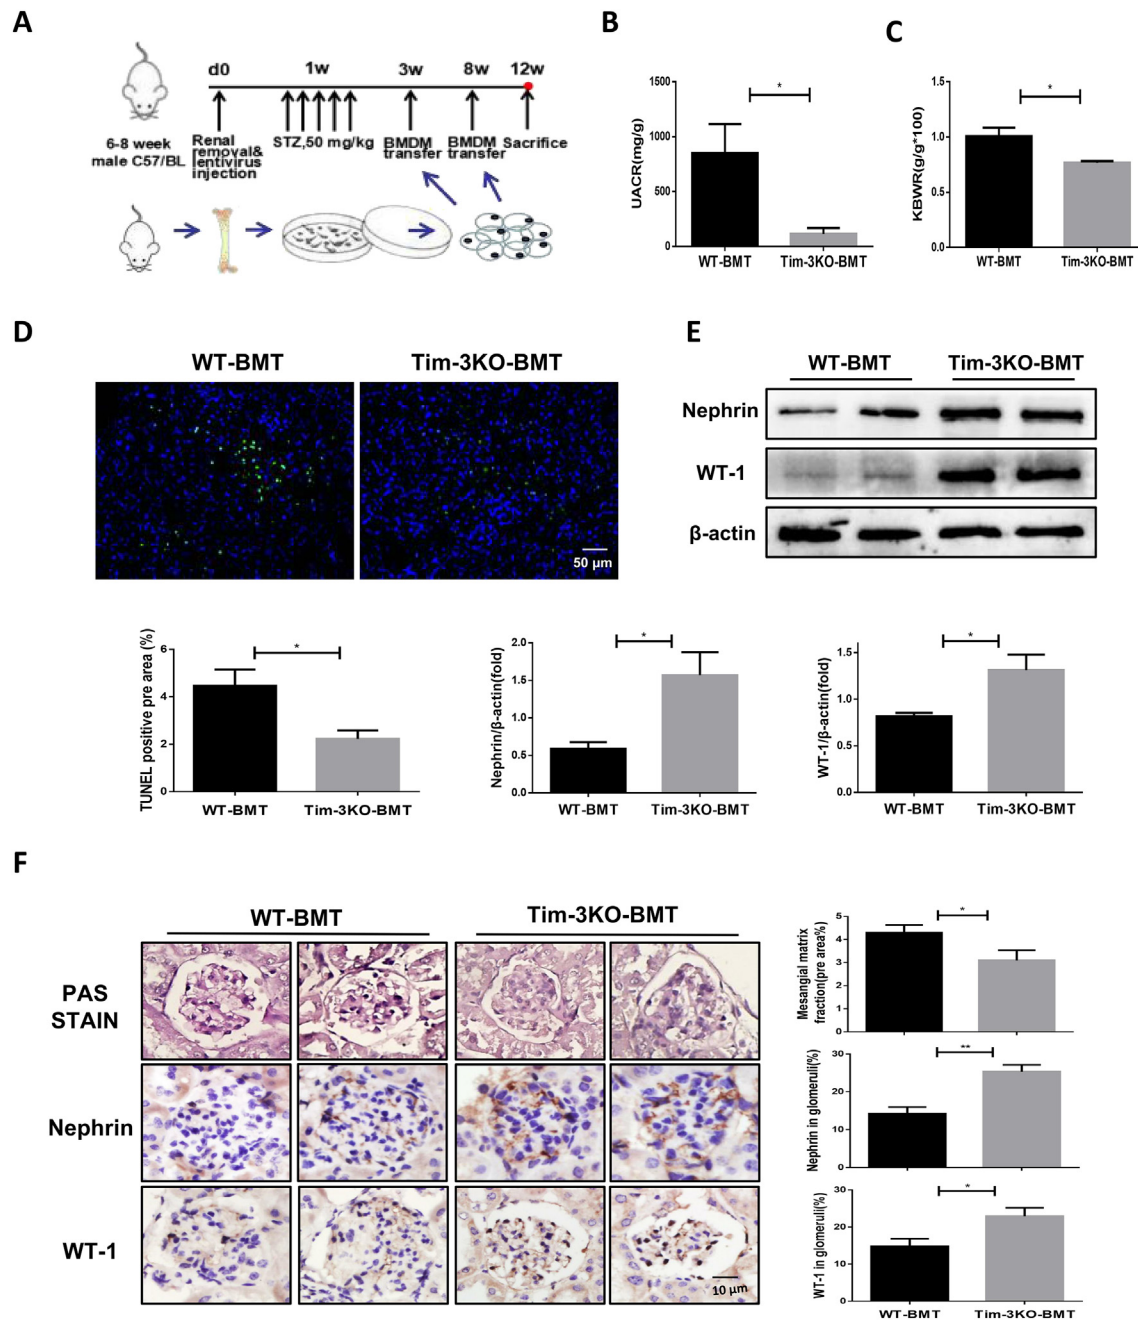 A
d0 1w 3w 8w 12w
6-8 week
male C57/BL
Renal
removal&
lentivirus
injection
STZ,50 mg/kg
BMDM
transfer
BMDM
transfer
Sacrifice
B
UACR(mg/g)
1500
1000
500
0
*
WT-BMT Tim-3KO-BMT
C
KBWR(g/g*100)
1.5
1.0
0.5
0.0
*
WT-BMT Tim-3KO-BMT
D
WT-BMT Tim-3KO-BMT
50 µm
TUNEL positive pre area (%)
6
4
2
0
*
WT-BMT Tim-3KO-BMT
E
WT-BMT Tim-3KO-BMT
Nephrin
WT-1
β-actin
Nephrin/β-actin(fold)
2.0
1.5
1.0
0.5
0.0
*
WT-BMT Tim-3KO-BMT
WT-1/β-actin(fold)
1.5
1.0
0.5
0.0
*
WT-BMT Tim-3KO-BMT
F
WT-BMT Tim-3KO-BMT
PAS
STAIN
Nephrin
WT-1
10 µm
Mesangial matrix
fraction(pre area%)
5
4
3
2
1
0
*
Nephrin in glomeruli(%)
30
20
10
0
**
WT-1 in glomeruli(%)
30
20
10
0
*
WT-BMT Tim-3KO-BMT